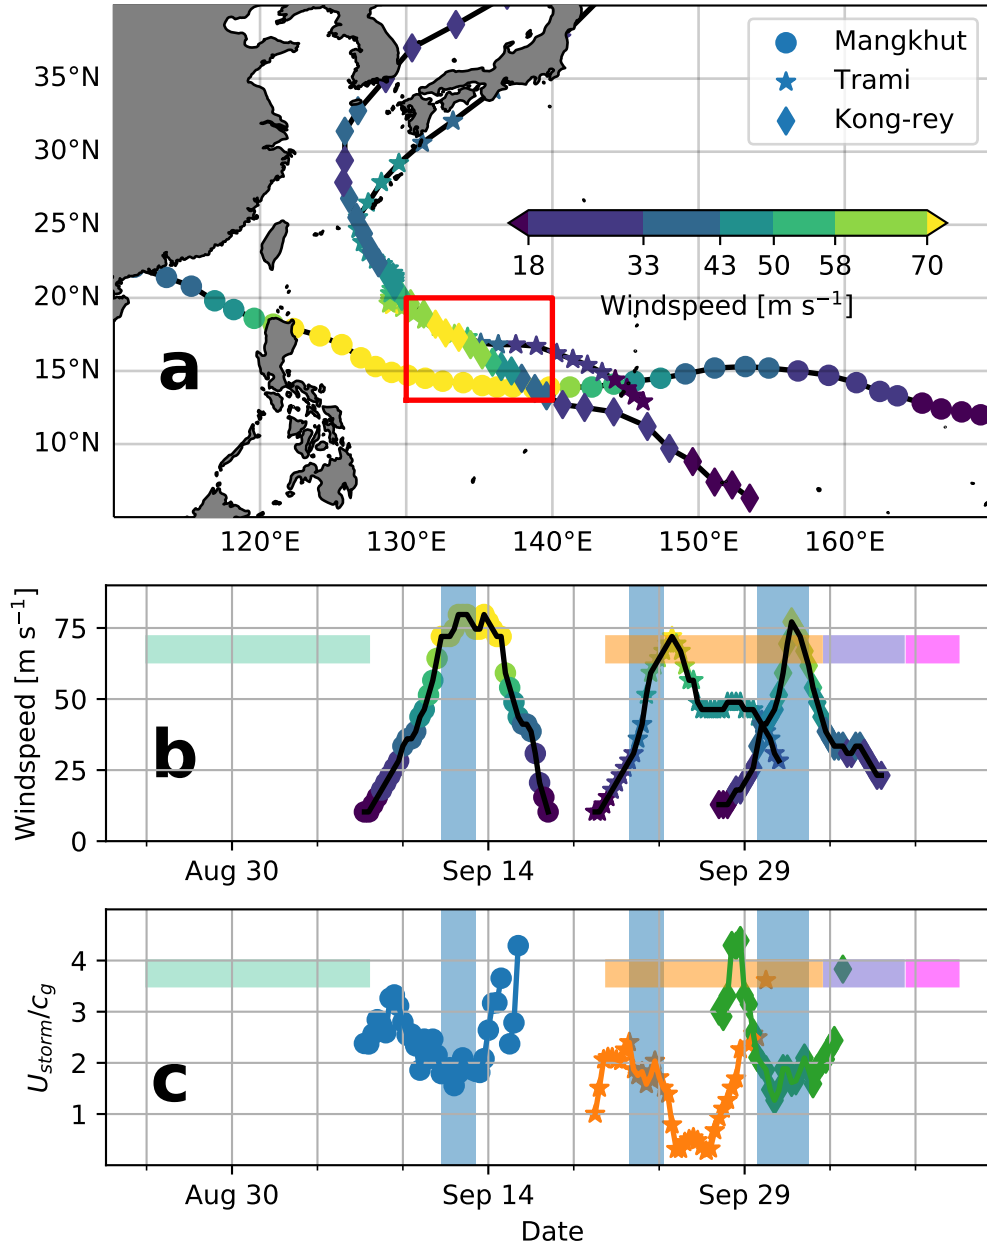 35°N
30°N
25°N
20°N
15°N
10°N
Mangkhut
Trami
Kong-rey
18 33 43 50 58 70
Windspeed [m s⁻¹]
a
120°E 130°E 140°E 150°E 160°E
Windspeed [m s⁻¹]
75
50
25
0
b
Aug 30 Sep 14 Sep 29
U_storm/c_g
4
3
2
1
c
Aug 30 Sep 14 Sep 29
Date